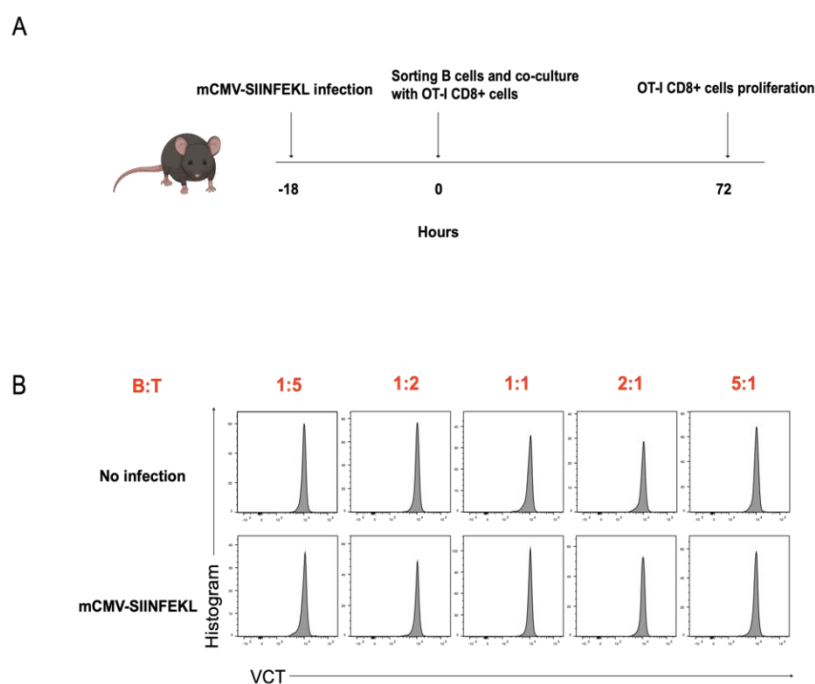 A
mCMV-SIINFEKL infection
Sorting B cells and co-culture
with OT-I CD8+ cells
OT-I CD8+ cells proliferation
-18
0
72
Hours
B
B:T
1:5
1:2
1:1
2:1
5:1
No infection
mCMV-SIINFEKL
Histogram
VCT